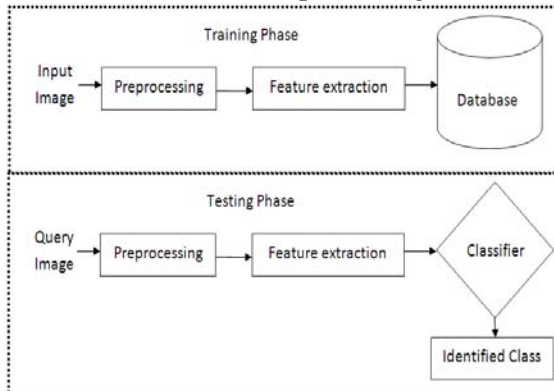 Training Phase
Input
Image
Preprocessing
Feature extraction
Database
Testing Phase
Query
Image
Preprocessing
Feature extraction
Classifier
Identified Class